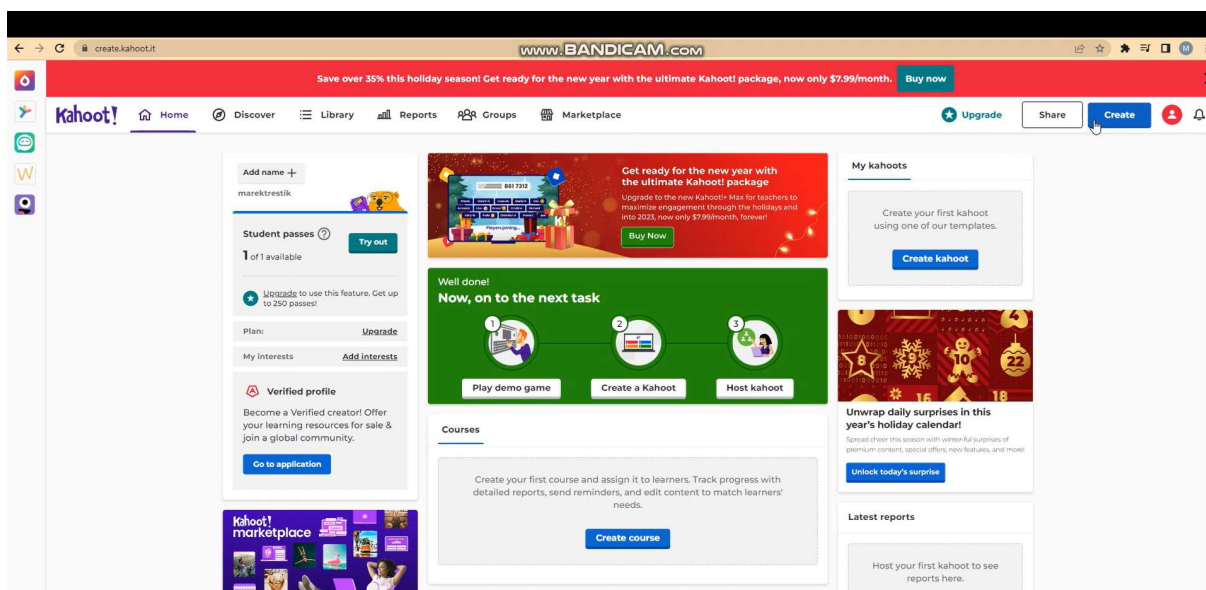 www.BANDICAM.com
create.kahoot.it
Save over 35% this holiday season! Get ready for the new year with the ultimate Kahoot! package, now only $7.99/month.
Buy now
Kahoot!
Home
Discover
Library
Reports
Groups
Marketplace
Upgrade
Share
Create
M
W
Add name +
marektrestik
Student passes ?
1 of 1 available
Try out
Upgrade to use this feature. Get up
to 250 passes!
Plan:
Upgrade
My interests
Add interests
Verified profile
Become a Verified creator! Offer
your learning resources for sale &
join a global community.
Go to application
Kahoot!
marketplace
861 7312
Players joining...
Get ready for the new year with
the ultimate Kahoot! package
Upgrade to the new Kahoot!+ Max for teachers to
maximize engagement through the holidays and
into 2023, now only $7.99/month, forever!
Buy Now
Well done!
Now, on to the next task
1
2
3
Play demo game
Create a Kahoot
Host kahoot
Courses
Create your first course and assign it to learners. Track progress with
detailed reports, send reminders, and edit content to match learners'
needs.
Create course
My kahoots
Create your first kahoot
using one of our templates.
Create kahoot
4
8
9
10
22
16
18
Unwrap daily surprises in this
year's holiday calendar!
Spread cheer this season with winter-ful surprises of
premium content, special offers, new features, and more!
Unlock today's surprise
Latest reports
Host your first kahoot to see
reports here.